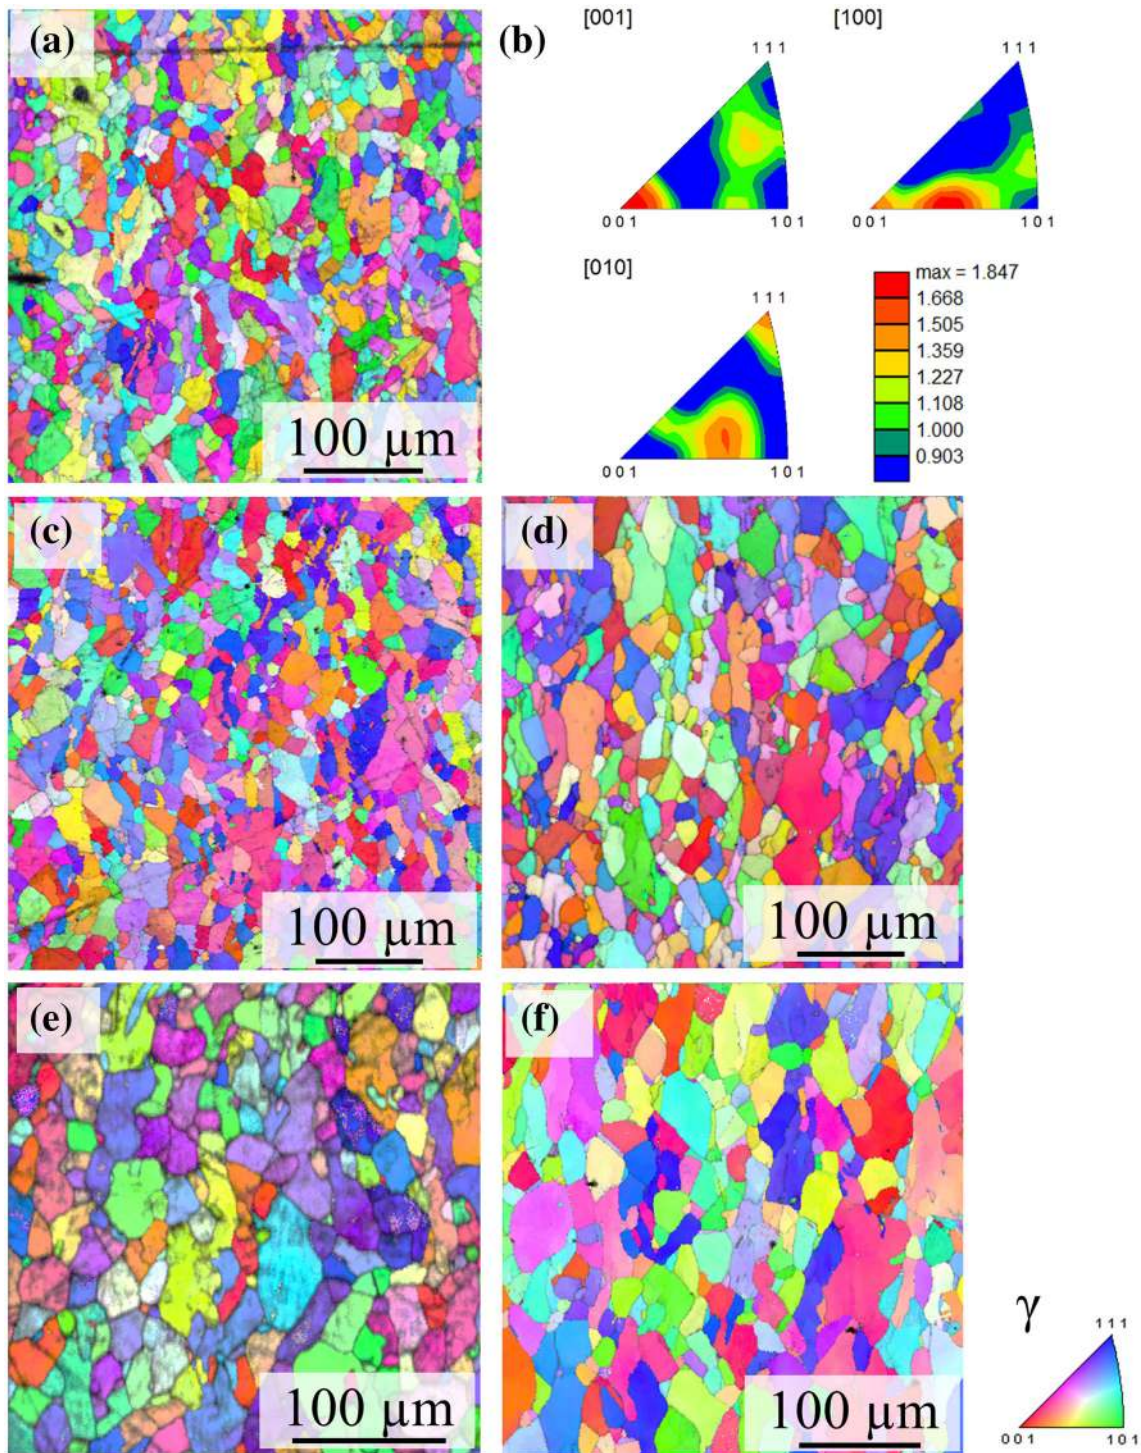 (a)
(b)
[001]
1 1 1
0 0 1
1 0 1
[100]
1 1 1
0 0 1
1 0 1
[010]
1 1 1
0 0 1
1 0 1
max = 1.847
1.668
1.505
1.359
1.227
1.108
1.000
0.903
100 µm
(c)
100 µm
(d)
100 µm
(e)
100 µm
(f)
100 µm
γ
1 1 1
0 0 1
1 0 1